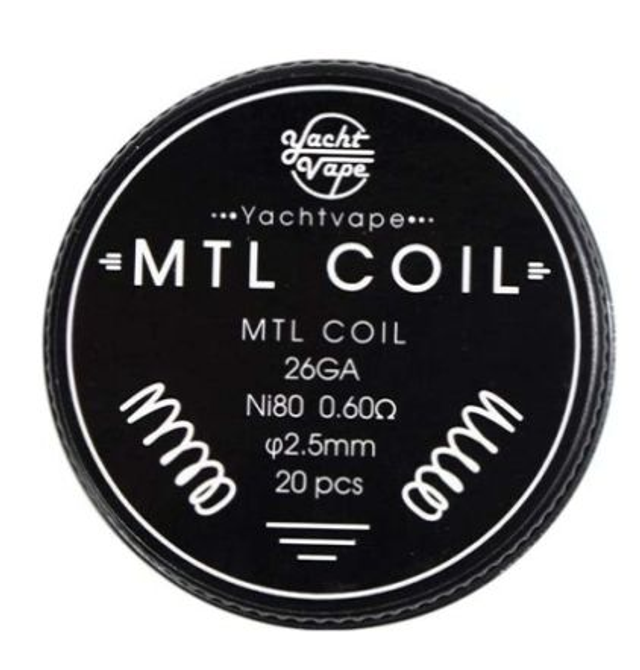 Yacht
Vape
•••Yachtvape•••
MTL COIL
MTL COIL
26GA
Ni80 0.60Ω
φ2.5mm
20 pcs